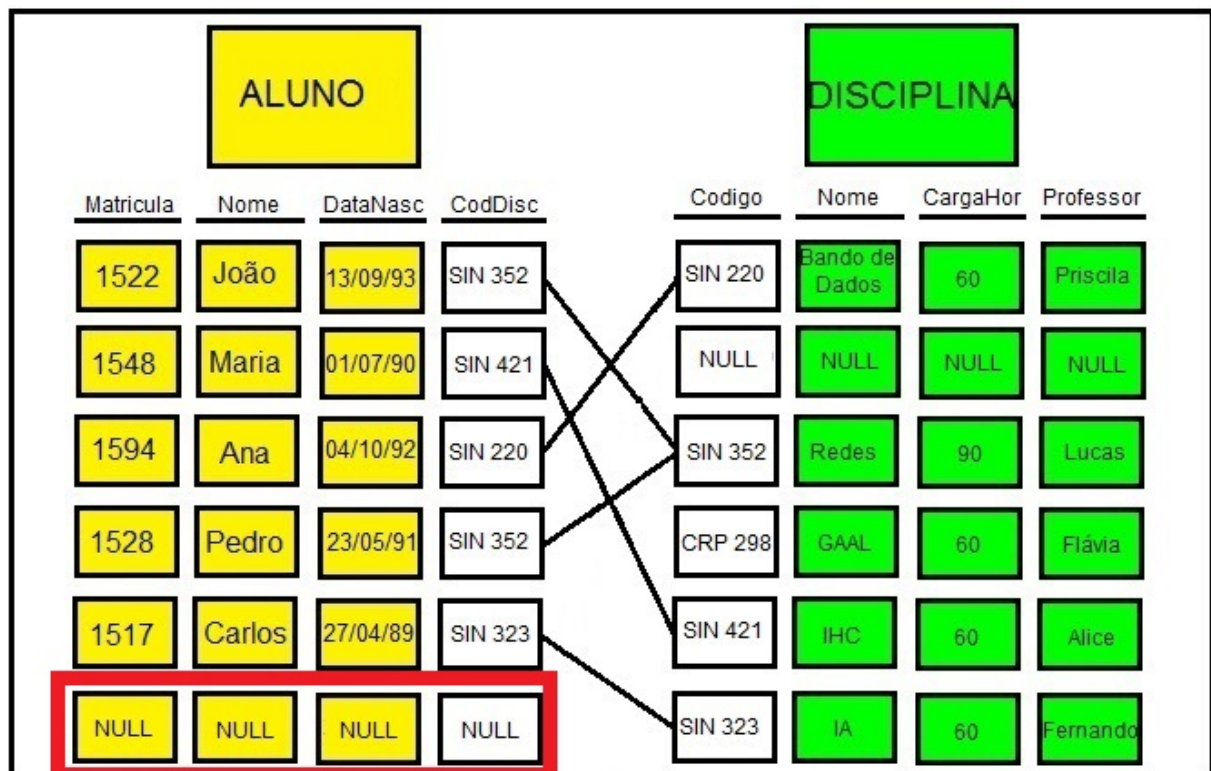 ALUNO
DISCIPLINA
Matricula Nome DataNasc CodDisc
Codigo Nome CargaHor Professor
1522 João 13/09/93 SIN 352
SIN 220 Bando de Dados 60 Priscila
1548 Maria 01/07/90 SIN 421
NULL NULL NULL NULL
1594 Ana 04/10/92 SIN 220
SIN 352 Redes 90 Lucas
1528 Pedro 23/05/91 SIN 352
CRP 298 GAAL 60 Flávia
1517 Carlos 27/04/89 SIN 323
SIN 421 IHC 60 Alice
NULL NULL NULL NULL
SIN 323 IA 60 Fernando